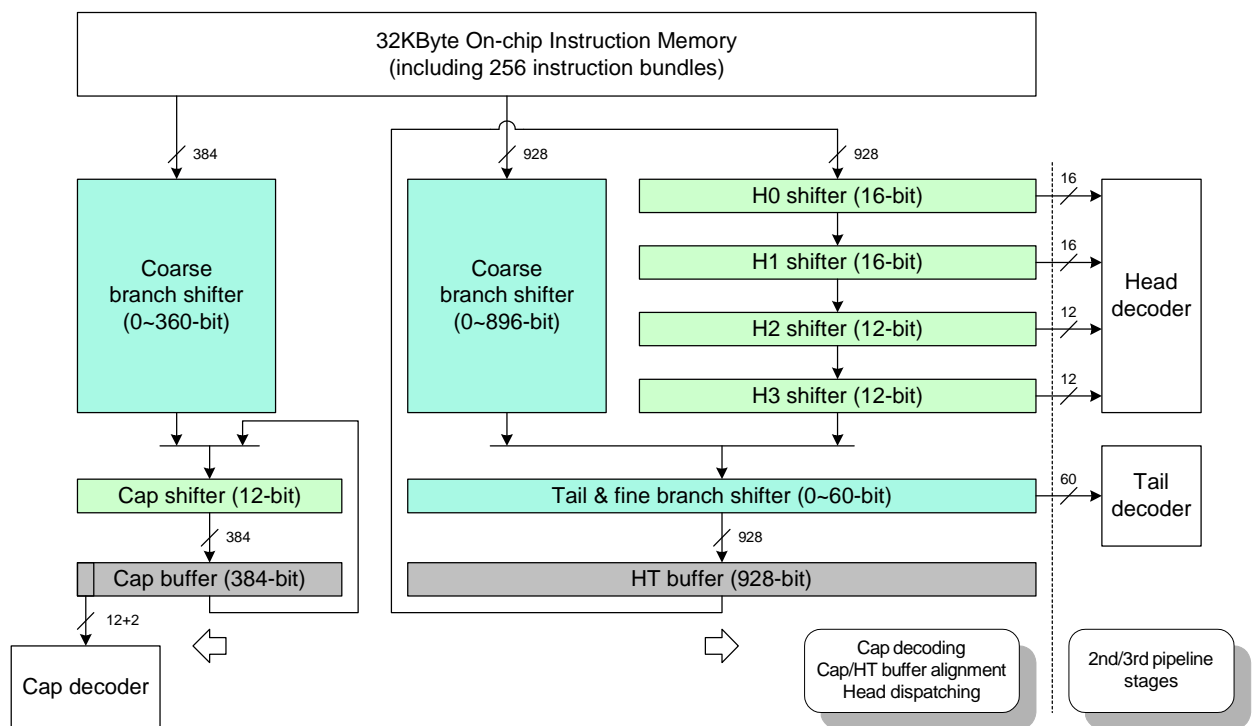 32KByte On-chip Instruction Memory
(including 256 instruction bundles)
384
928
928
Coarse
branch shifter
(0~360-bit)
Coarse
branch shifter
(0~896-bit)
H0 shifter (16-bit)
16
H1 shifter (16-bit)
16
H2 shifter (12-bit)
12
H3 shifter (12-bit)
12
Head
decoder
Cap shifter (12-bit)
Tail & fine branch shifter (0~60-bit)
60
Tail
decoder
384
928
Cap buffer (384-bit)
HT buffer (928-bit)
12+2
Cap decoder
Cap decoding
Cap/HT buffer alignment
Head dispatching
2nd/3rd pipeline
stages